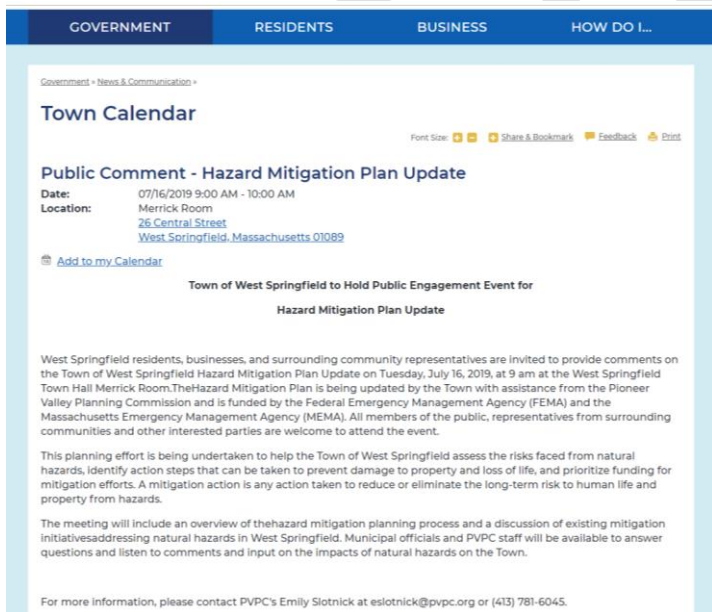 GOVERNMENT RESIDENTS BUSINESS HOW DO I...
Government » News & Communication »
Town Calendar
Font Size: Share & Bookmark Feedback Print
Public Comment - Hazard Mitigation Plan Update
Date: 07/16/2019 9:00 AM - 10:00 AM
Location: Merrick Room
26 Central Street
West Springfield, Massachusetts 01089
Add to my Calendar
Town of West Springfield to Hold Public Engagement Event for
Hazard Mitigation Plan Update
West Springfield residents, businesses, and surrounding community representatives are invited to provide comments on
the Town of West Springfield Hazard Mitigation Plan Update on Tuesday, July 16, 2019, at 9 am at the West Springfield
Town Hall Merrick Room.TheHazard Mitigation Plan is being updated by the Town with assistance from the Pioneer
Valley Planning Commission and is funded by the Federal Emergency Management Agency (FEMA) and the
Massachusetts Emergency Management Agency (MEMA). All members of the public, representatives from surrounding
communities and other interested parties are welcome to attend the event.
This planning effort is being undertaken to help the Town of West Springfield assess the risks faced from natural
hazards, identify action steps that can be taken to prevent damage to property and loss of life, and prioritize funding for
mitigation efforts. A mitigation action is any action taken to reduce or eliminate the long-term risk to human life and
property from hazards.
The meeting will include an overview of thehazard mitigation planning process and a discussion of existing mitigation
initiativesaddressing natural hazards in West Springfield. Municipal officials and PVPC staff will be available to answer
questions and listen to comments and input on the impacts of natural hazards on the Town.
For more information, please contact PVPC's Emily Slotnick at eslotnick@pvpc.org or (413) 781-6045.